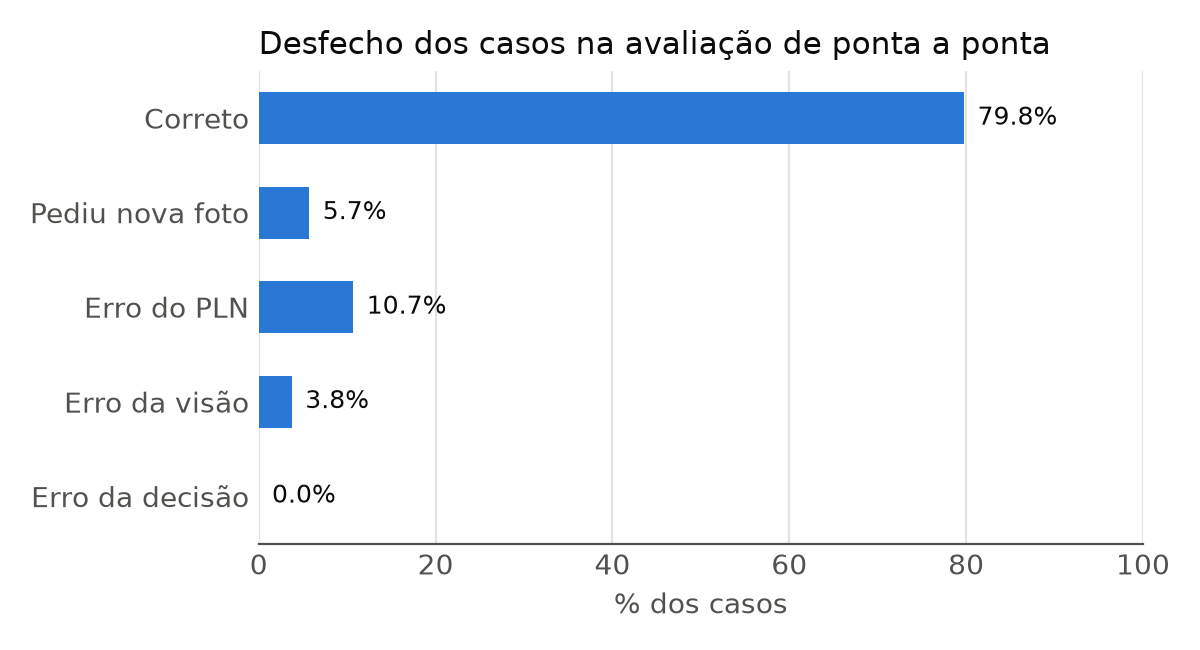 Desfecho dos casos na avaliação de ponta a ponta
Correto 79.8%
Pediu nova foto 5.7%
Erro do PLN 10.7%
Erro da visão 3.8%
Erro da decisão 0.0%
0 20 40 60 80 100
% dos casos